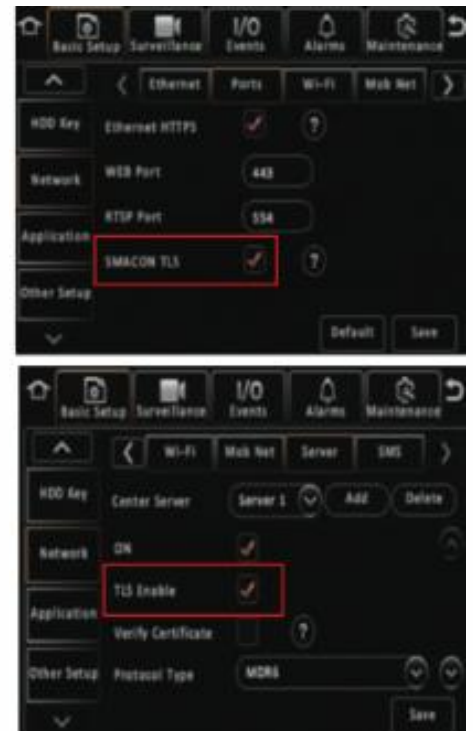 Basic Setup Surveillance I/O Events Alarms Maintenance
Ethernet Ports Wi-Fi Mob Net
HDD Key
Ethernet HTTPS ?
Network
WEB Port 443
RTSP Port 554
Application
SMACON TLS ?
Other Setup
Default Save
Basic Setup Surveillance I/O Events Alarms Maintenance
Wi-Fi Mob Net Server SMS
HDD Key
Center Server Server 1 Add Delete
Network
ON
TLS Enable
Application
Verify Certificate ?
Other Setup
Protocol Type MDR6
Save